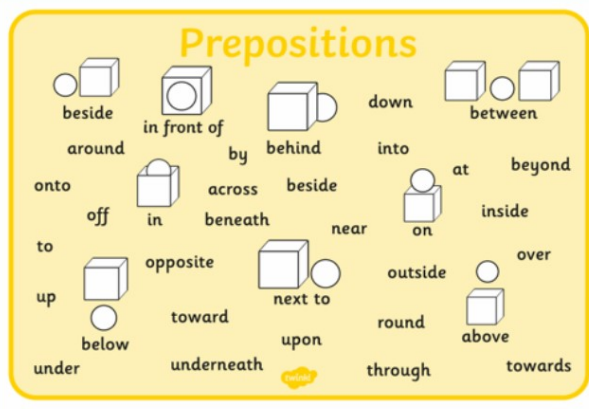 Prepositions
beside
in front of
behind
down
between
around
by
into
at
beyond
onto
across
beside
off
in
beneath
near
on
inside
to
opposite
next to
outside
over
up
toward
round
above
below
upon
under
underneath
through
towards
twinkl